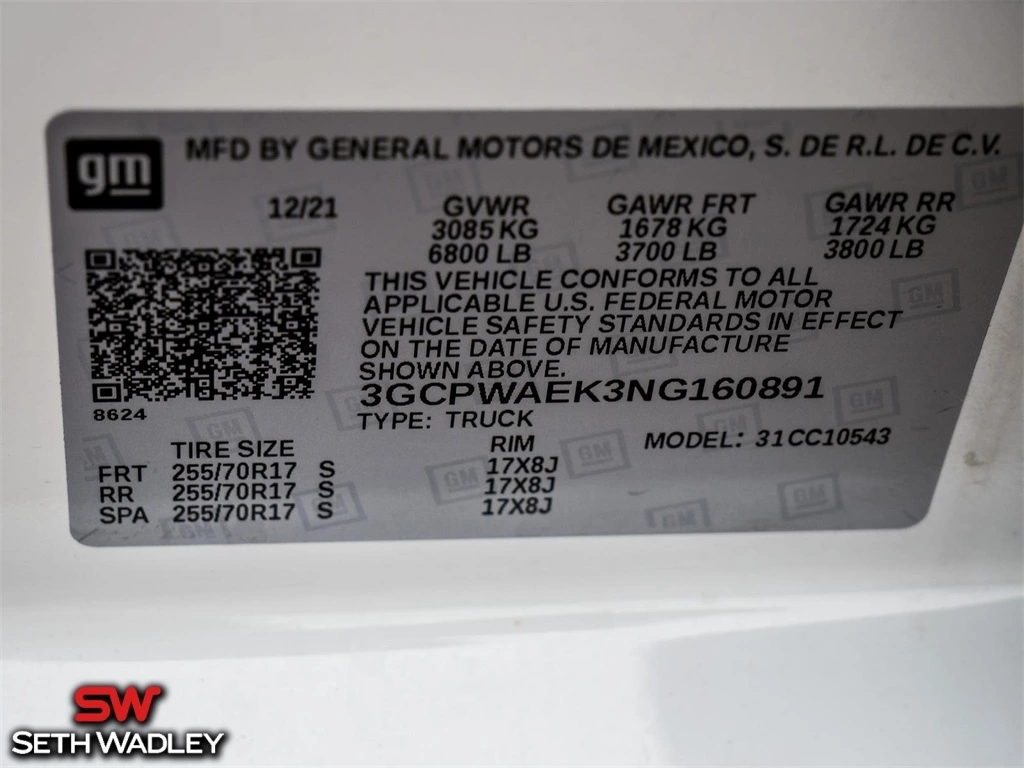 gm MFD BY GENERAL MOTORS DE MEXICO, S. DE R.L. DE C.V.
12/21 GVWR GAWR FRT GAWR RR
3085 KG 1678 KG 1724 KG
6800 LB 3700 LB 3800 LB
THIS VEHICLE CONFORMS TO ALL
APPLICABLE U.S. FEDERAL MOTOR
VEHICLE SAFETY STANDARDS IN EFFECT
ON THE DATE OF MANUFACTURE
SHOWN ABOVE.
3GCPWAEK3NG160891
8624 TYPE: TRUCK
TIRE SIZE RIM MODEL: 31CC10543
FRT 255/70R17 S 17X8J
RR 255/70R17 S 17X8J
SPA 255/70R17 S 17X8J
SW
SETH WADLEY